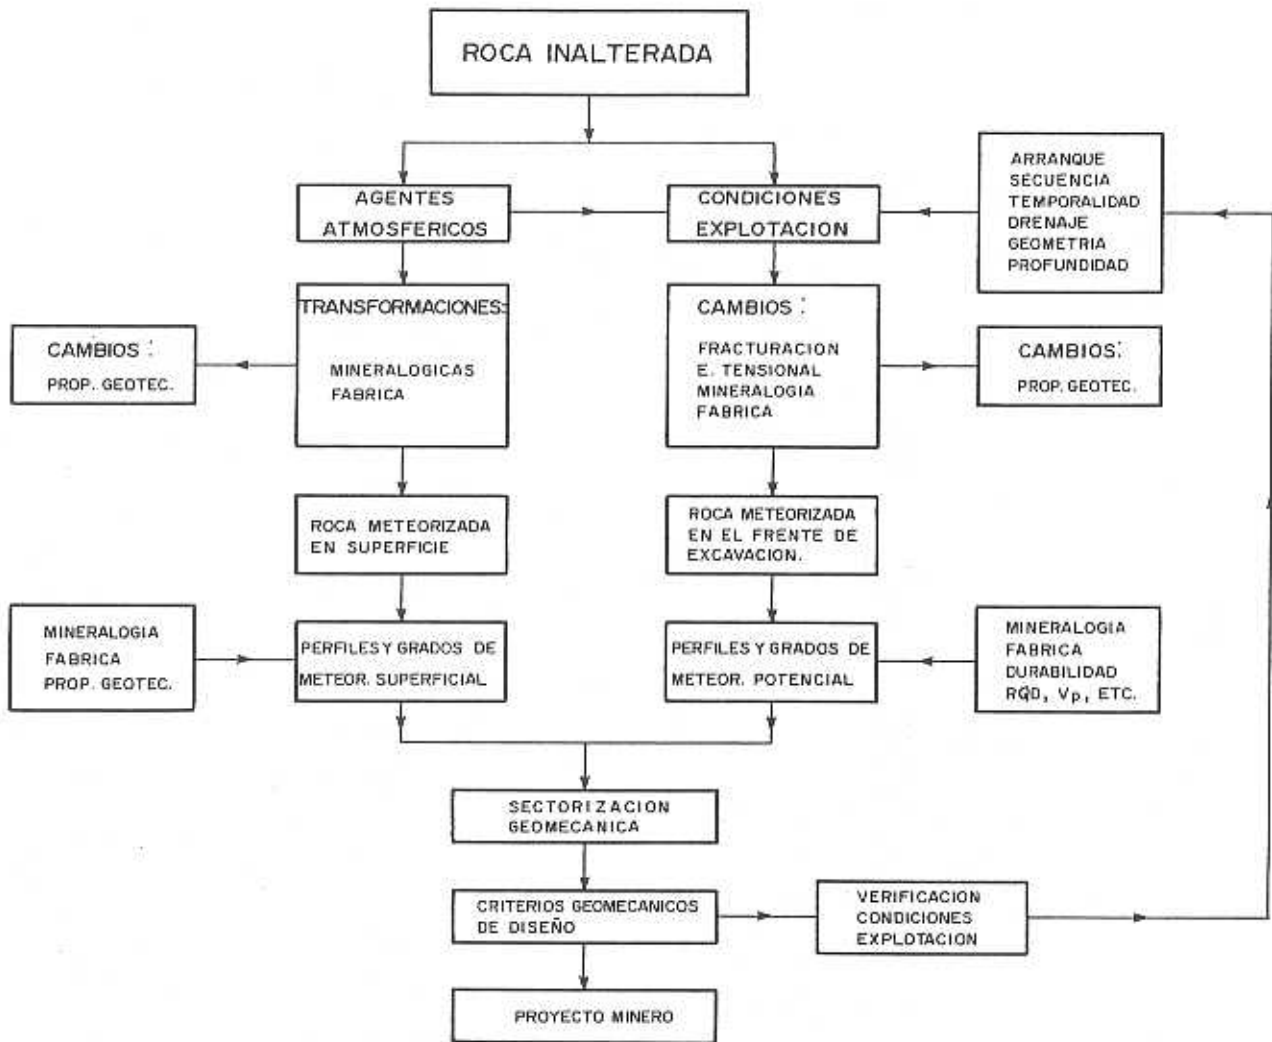 ROCA INALTERADA
AGENTES
ATMOSFERICOS
CONDICIONES
EXPLOTACION
ARRANQUE
SECUENCIA
TEMPORALIDAD
DRENAJE
GEOMETRIA
PROFUNDIDAD
CAMBIOS :
PROP. GEOTEC.
TRANSFORMACIONES:
MINERALOGICAS
FABRICA
CAMBIOS :
FRACTURACION
E. TENSIONAL
MINERALOGIA
FABRICA
CAMBIOS:
PROP. GEOTEC.
ROCA METEORIZADA
EN SUPERFICIE
ROCA METEORIZADA
EN EL FRENTE DE
EXCAVACION.
MINERALOGIA
FABRICA
PROP. GEOTEC.
PERFILES Y GRADOS DE
METEOR. SUPERFICIAL
PERFILES Y GRADOS DE
METEOR. POTENCIAL
MINERALOGIA
FABRICA
DURABILIDAD
RQD, Vp, ETC.
SECTORIZACION
GEOMECANICA
CRITERIOS GEOMECANICOS
DE DISEÑO
VERIFICACION
CONDICIONES
EXPLOTACION
PROYECTO MINERO